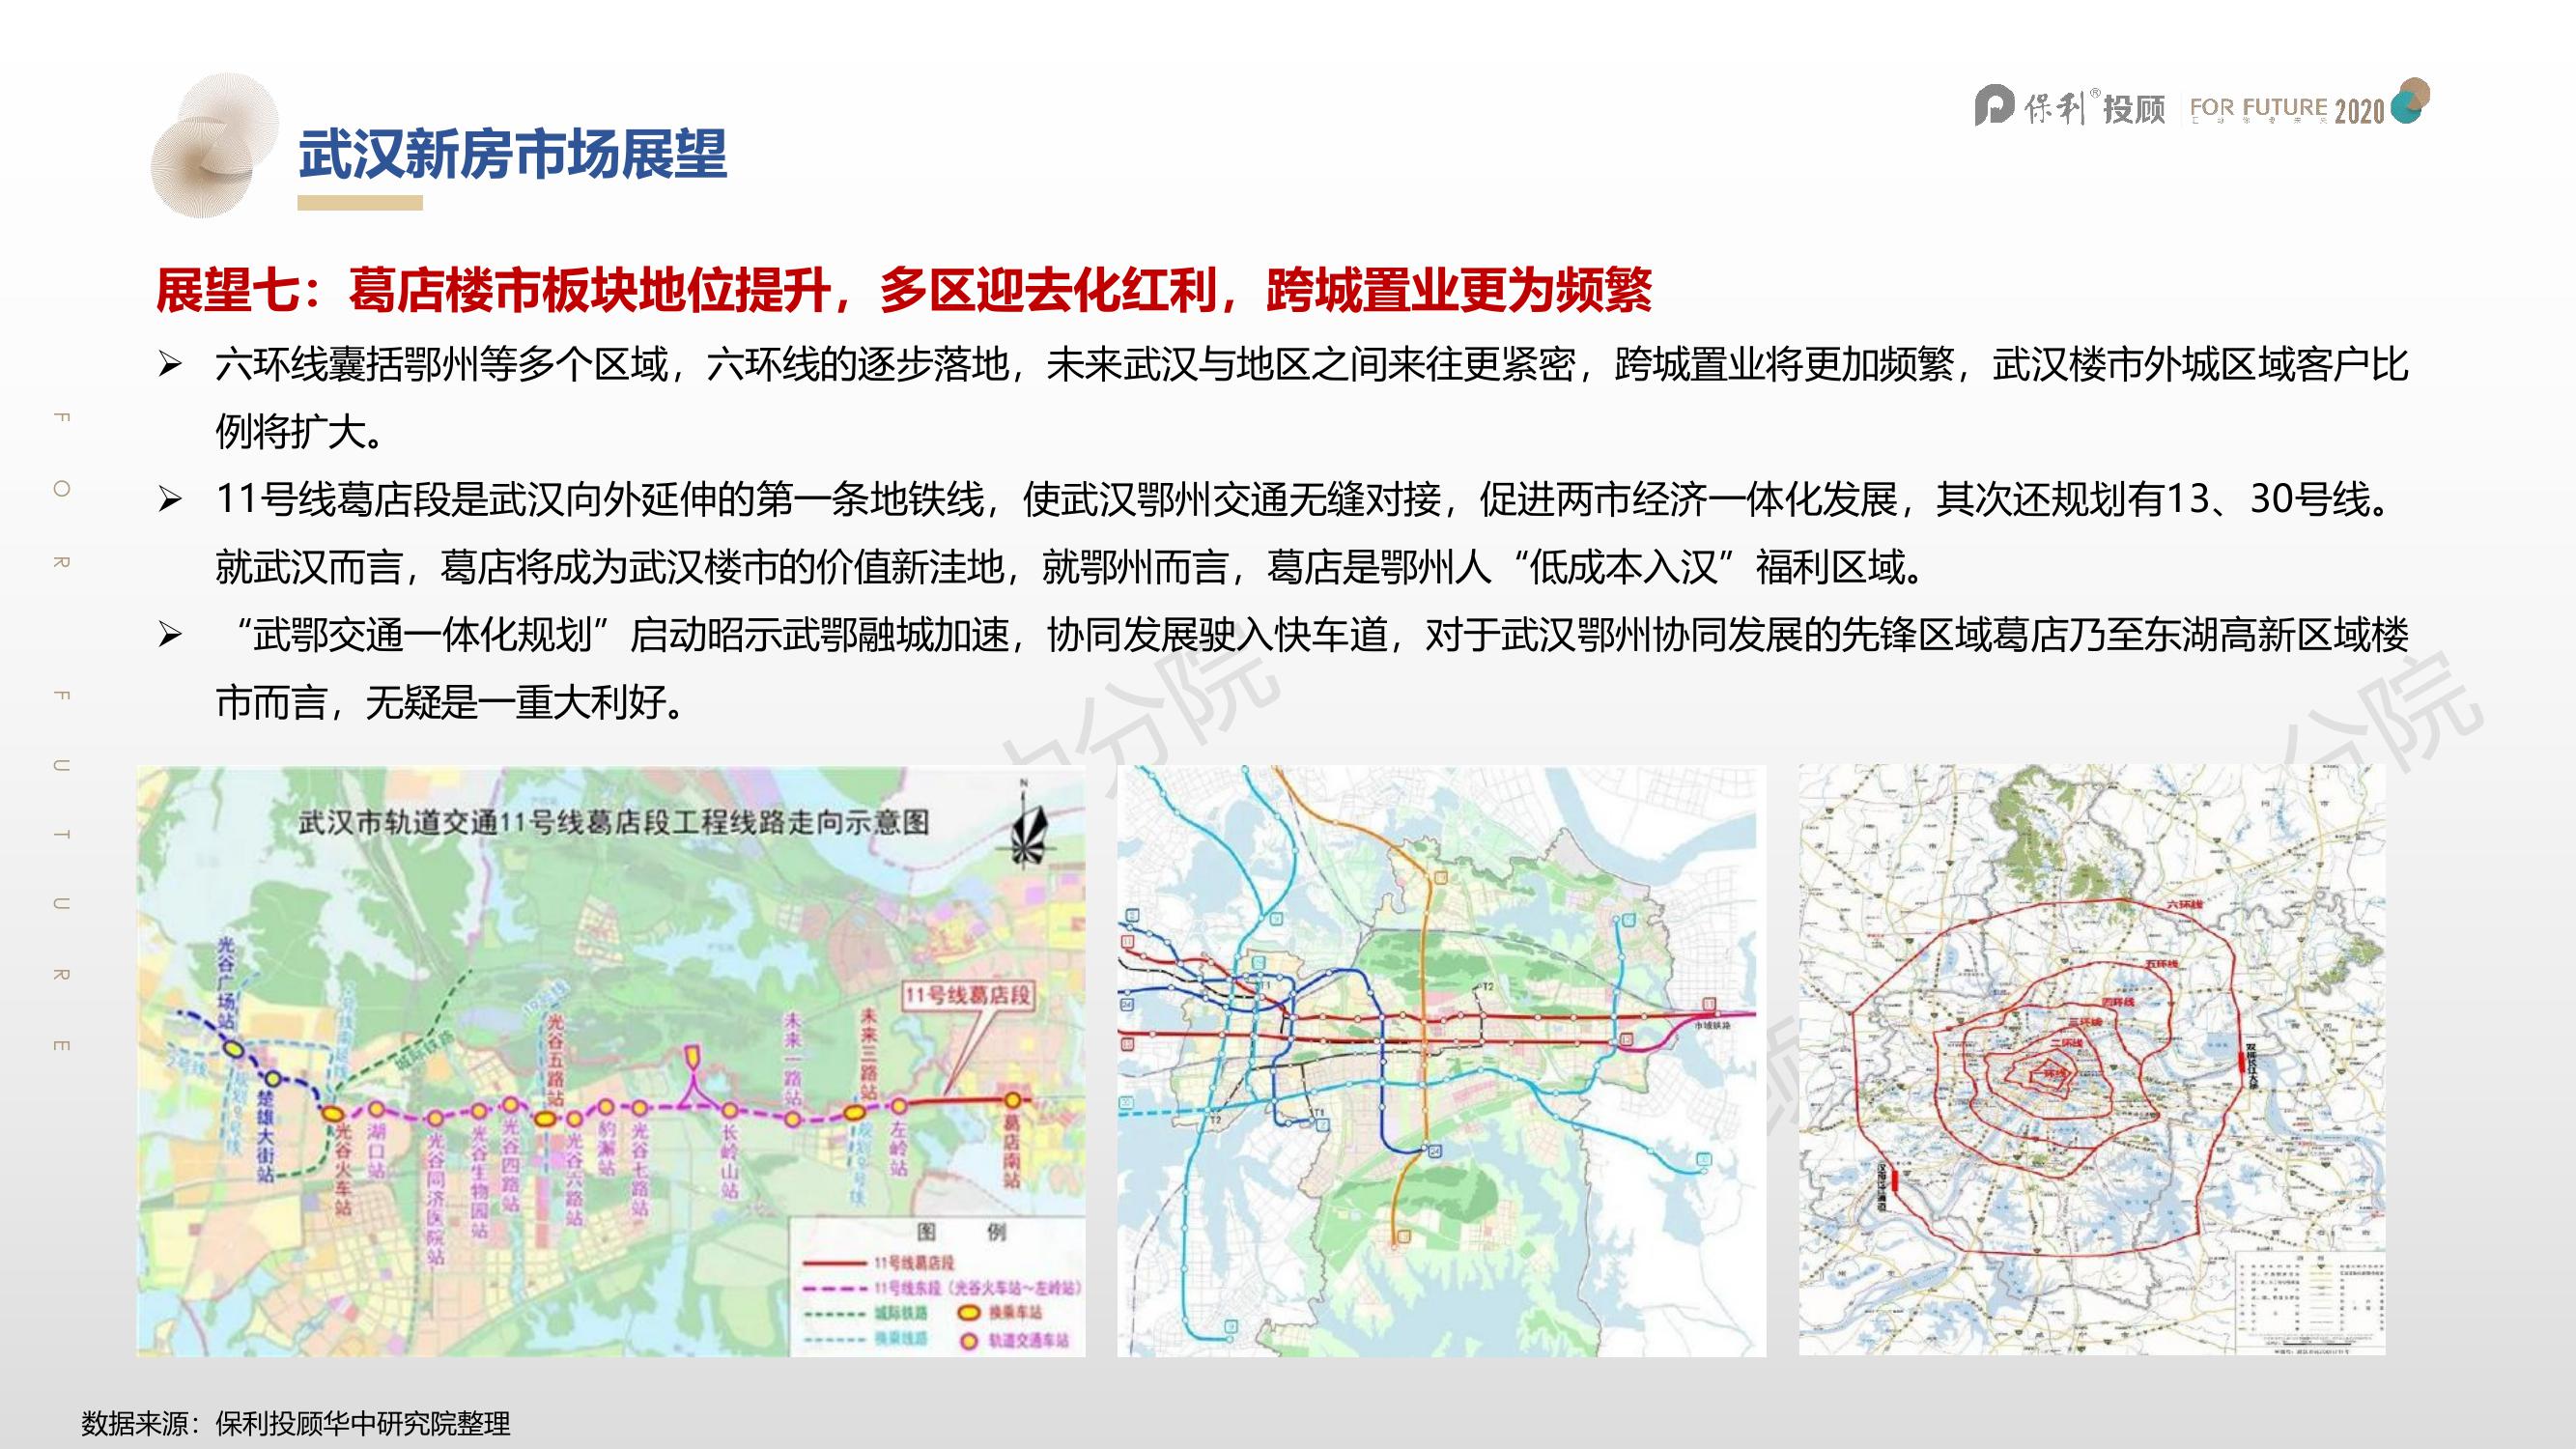 保利®投顾 FOR FUTURE 2020
武汉新房市场展望
展望七：葛店楼市板块地位提升，多区迎去化红利，跨城置业更为频繁
➢ 六环线囊括鄂州等多个区域，六环线的逐步落地，未来武汉与地区之间来往更紧密，跨城置业将更加频繁，武汉楼市外城区域客户比
例将扩大。
➢ 11号线葛店段是武汉向外延伸的第一条地铁线，使武汉鄂州交通无缝对接，促进两市经济一体化发展，其次还规划有13、30号线。
就武汉而言，葛店将成为武汉楼市的价值新洼地，就鄂州而言，葛店是鄂州人“低成本入汉”福利区域。
➢ “武鄂交通一体化规划”启动昭示武鄂融城加速，协同发展驶入快车道，对于武汉鄂州协同发展的先锋区域葛店乃至东湖高新区域楼
市而言，无疑是一重大利好。
FOR FUTURE
分院
分院
武汉市轨道交通11号线葛店段工程线路走向示意图
N
11号线葛店段
光谷广场站
楚雄大街站
光谷火车站
湖口站
光谷同济医院站
光谷生物园站
光谷四路站
光谷五路站
光谷六路站
豹澥站
光谷七路站
长岭山站
未来一路站
未来三路站
左岭站
葛店南站
城际铁路
2号线
19号线
图 例
11号线葛店段
11号线东段（光谷火车站～左岭站）
城际铁路
换乘车站
换乘线路
轨道交通车站
T1
T2
T2
T1
市域铁路
六环线
五环线
四环线
三环线
二环线
一环线
数据来源：保利投顾华中研究院整理